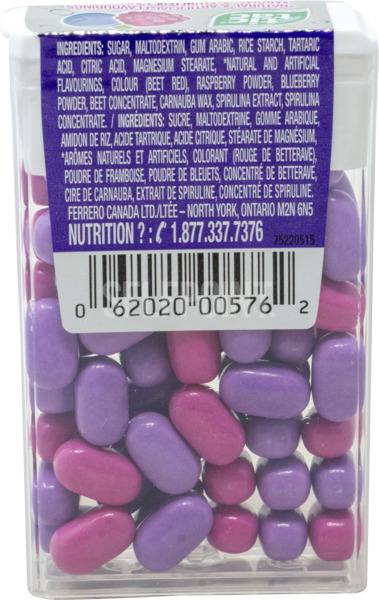 INGREDIENTS: SUGAR, MALTODEXTRIN, GUM ARABIC, RICE STARCH, TARTARIC
ACID, CITRIC ACID, MAGNESIUM STEARATE, *NATURAL AND ARTIFICIAL
FLAVOURINGS, COLOUR (BEET RED), RASPBERRY POWDER, BLUEBERRY
POWDER, BEET CONCENTRATE, CARNAUBA WAX, SPIRULINA EXTRACT, SPIRULINA
CONCENTRATE. / INGRÉDIENTS: SUCRE, MALTODEXTRINE, GOMME ARABIQUE,
AMIDON DE RIZ, ACIDE TARTRIQUE, ACIDE CITRIQUE, STÉARATE DE MAGNÉSIUM,
*ARÔMES NATURELS ET ARTIFICIELS, COLORANT (ROUGE DE BETTERAVE),
POUDRE DE FRAMBOISE, POUDRE DE BLEUETS, CONCENTRÉ DE BETTERAVE,
CIRE DE CARNAUBA, EXTRAIT DE SPIRULINE, CONCENTRÉ DE SPIRULINE.
FERRERO CANADA LTD./LTÉE – NORTH YORK, ONTARIO M2N 6N5
NUTRITION ? : 1.877.337.7376
75220515
0 62020 00576 2